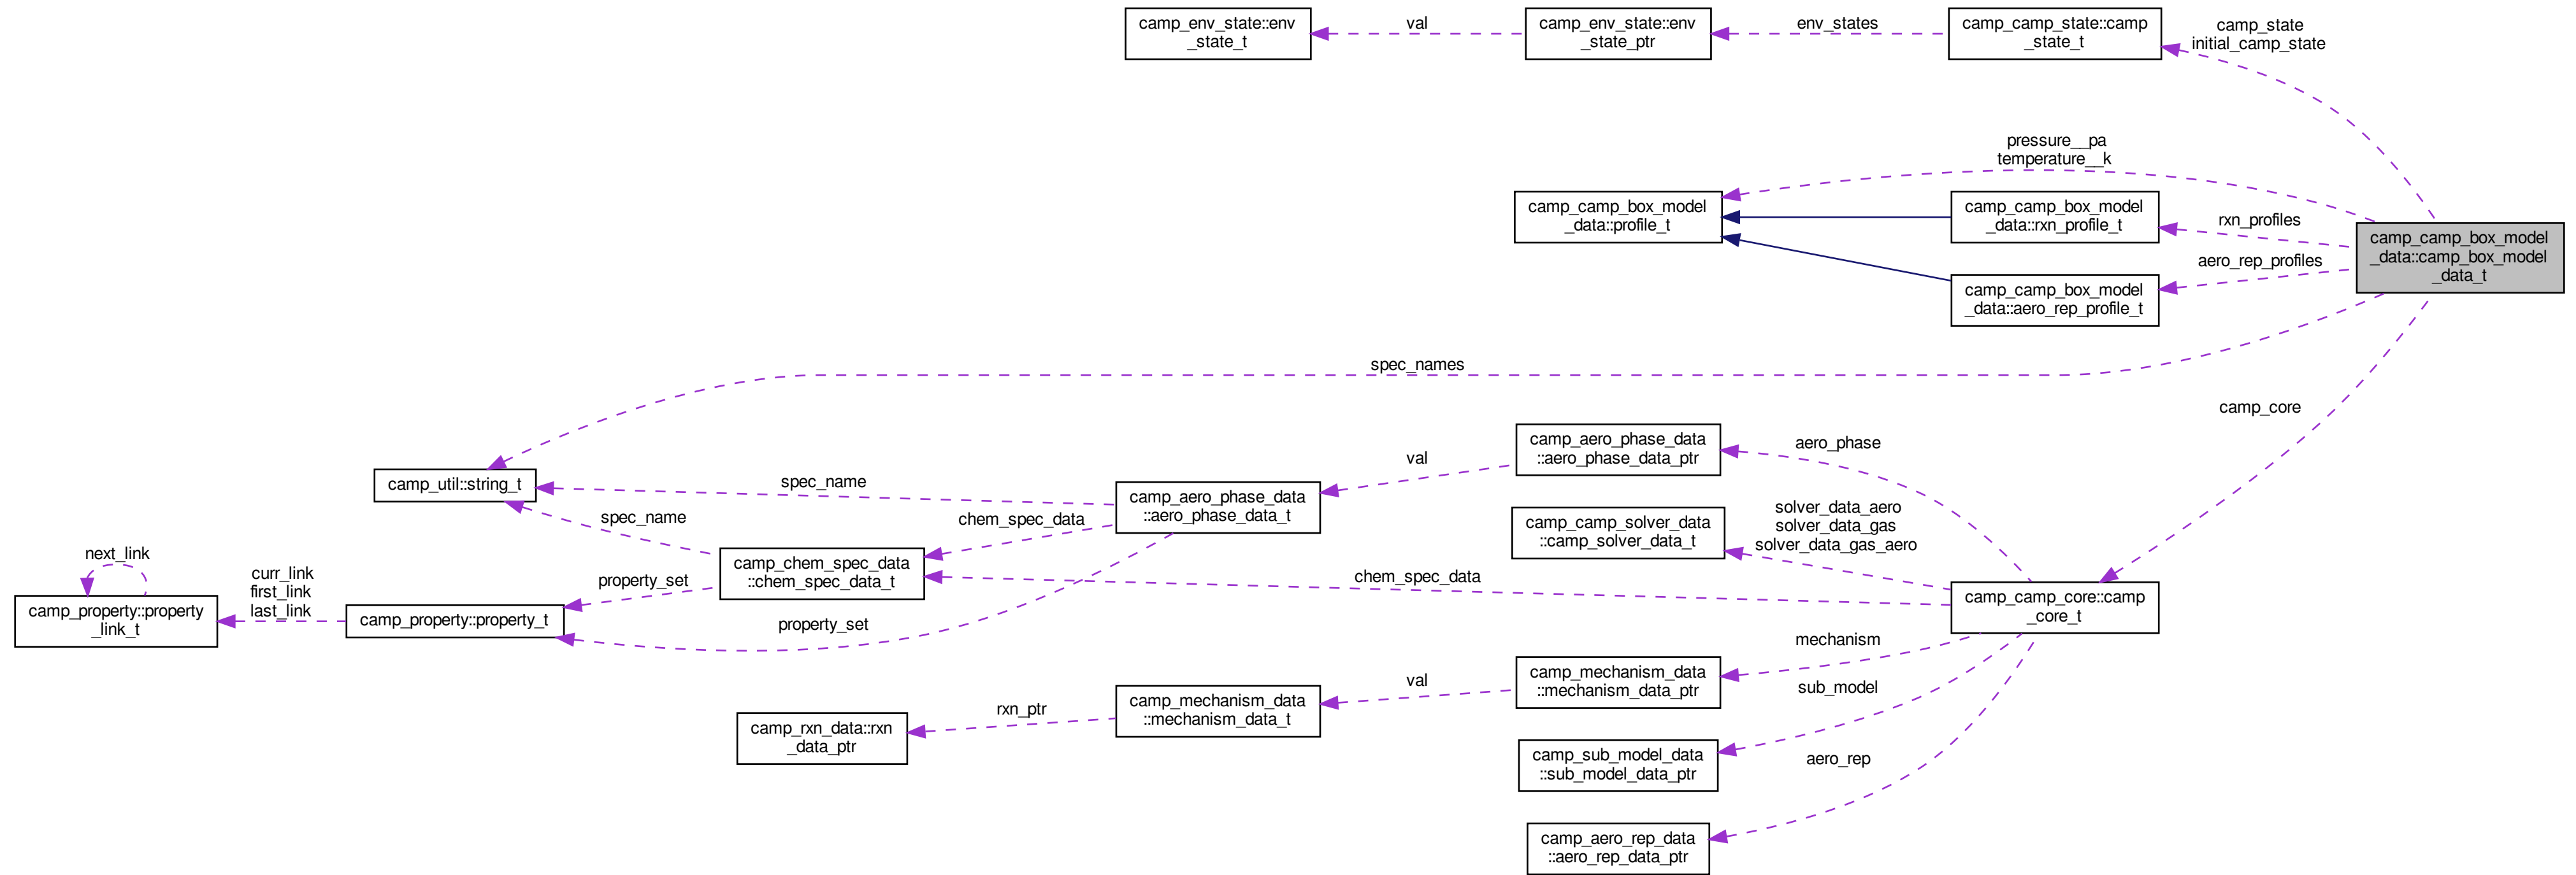 camp_env_state::env
_state_t
val
camp_env_state::env
_state_ptr
env_states
camp_camp_state::camp
_state_t
camp_state
initial_camp_state
pressure__pa
temperature__k
camp_camp_box_model
_data::profile_t
camp_camp_box_model
_data::rxn_profile_t
rxn_profiles
camp_camp_box_model
_data::camp_box_model
_data_t
aero_rep_profiles
camp_camp_box_model
_data::aero_rep_profile_t
spec_names
camp_core
camp_util::string_t
spec_name
spec_name
camp_aero_phase_data
::aero_phase_data_t
val
camp_aero_phase_data
::aero_phase_data_ptr
aero_phase
chem_spec_data
camp_camp_solver_data
::camp_solver_data_t
solver_data_aero
solver_data_gas
solver_data_gas_aero
next_link
camp_property::property
_link_t
curr_link
first_link
last_link
camp_property::property_t
property_set
camp_chem_spec_data
::chem_spec_data_t
chem_spec_data
property_set
camp_camp_core::camp
_core_t
mechanism
camp_mechanism_data
::mechanism_data_ptr
val
camp_mechanism_data
::mechanism_data_t
rxn_ptr
camp_rxn_data::rxn
_data_ptr
sub_model
camp_sub_model_data
::sub_model_data_ptr
aero_rep
camp_aero_rep_data
::aero_rep_data_ptr